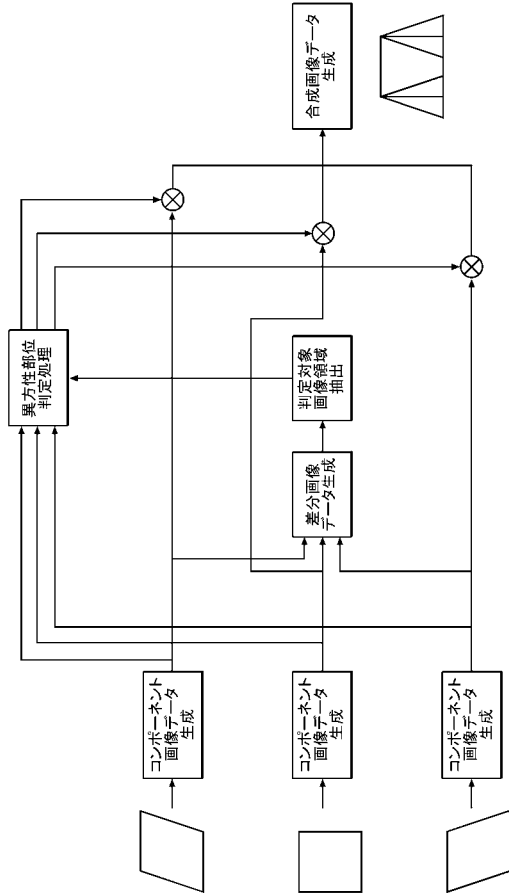 コンポーネント
画像データ
生成
コンポーネント
画像データ
生成
コンポーネント
画像データ
生成
異方性部位
判定処理
差分画像
データ生成
判定対象
画像領域
抽出
合成画像データ
生成